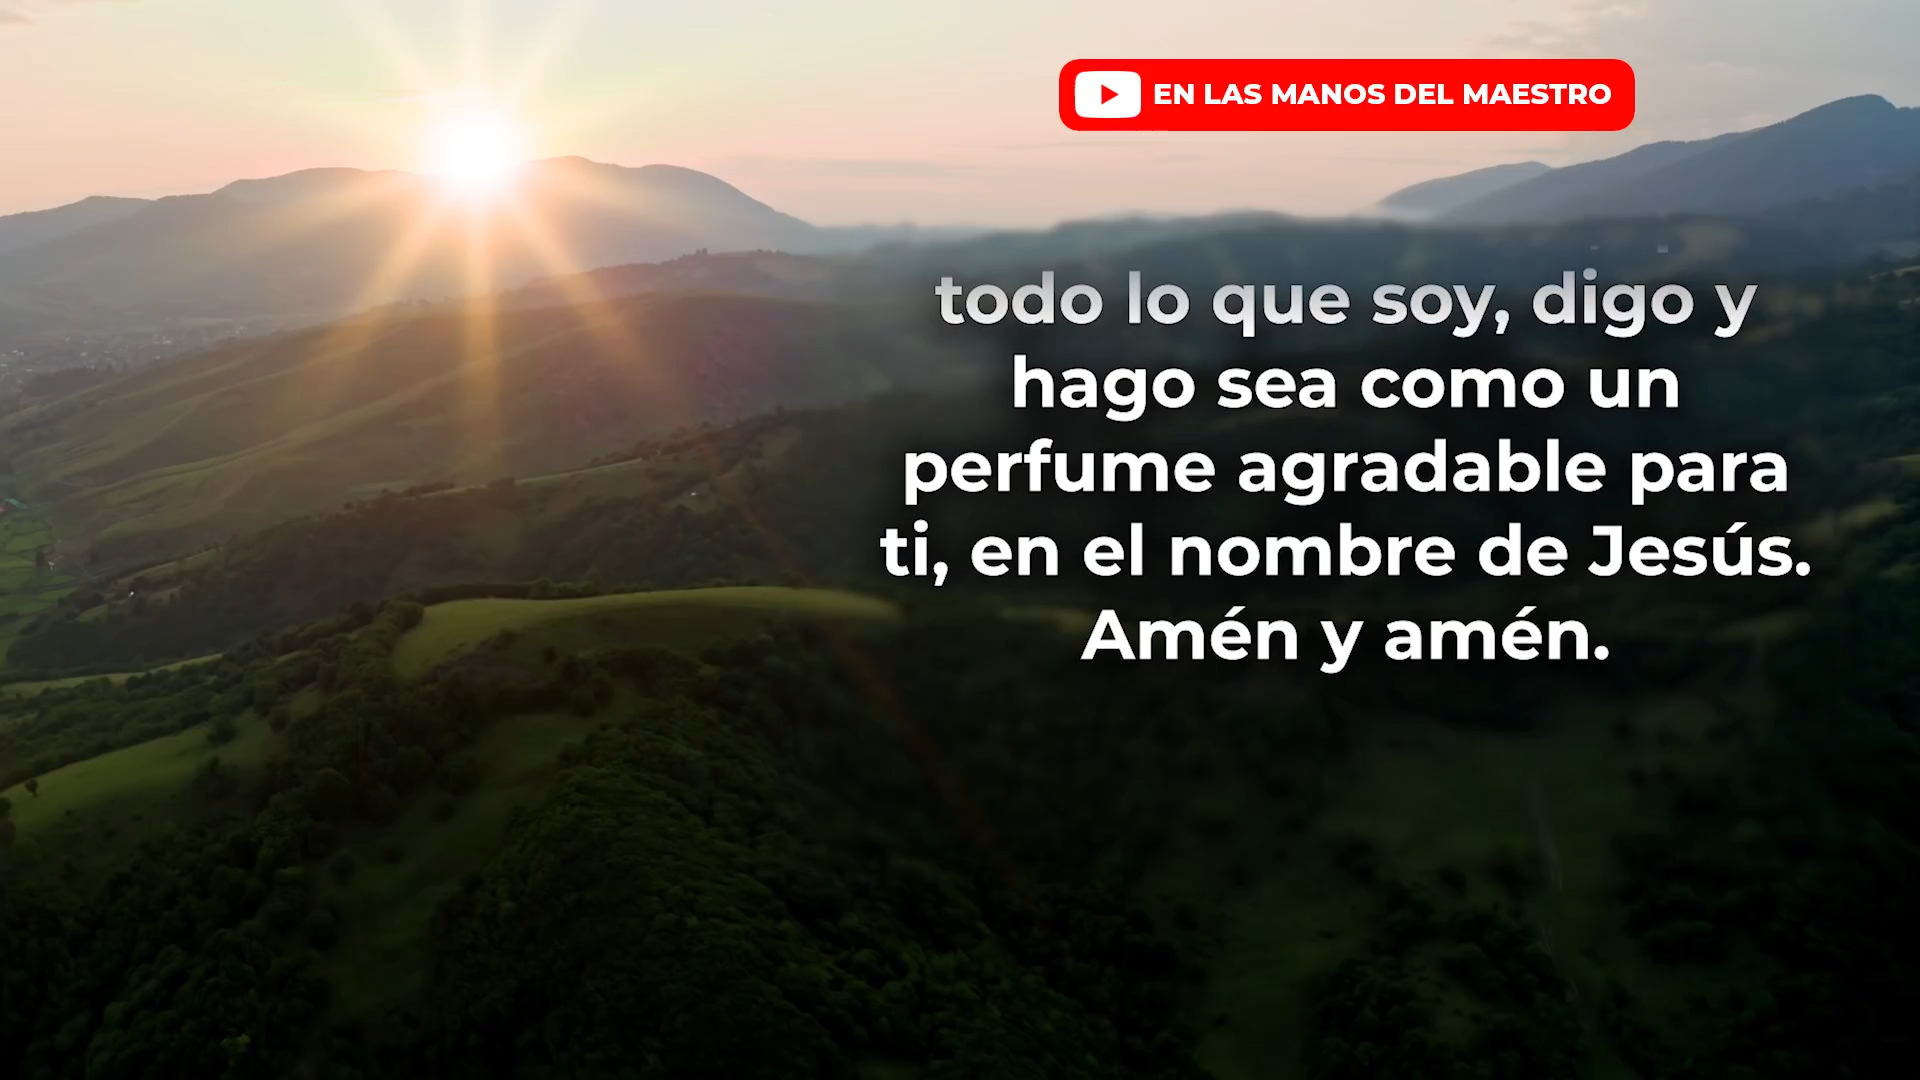 EN LAS MANOS DEL MAESTRO
todo lo que soy, digo y
hago sea como un
perfume agradable para
ti, en el nombre de Jesús.
Amén y amén.